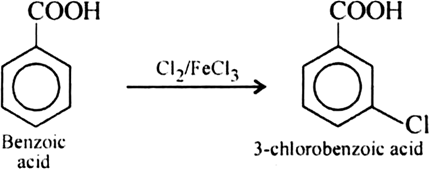 COOH
Benzoic
acid
Cl₂/FeCl₃
COOH
Cl
3-chlorobenzoic acid